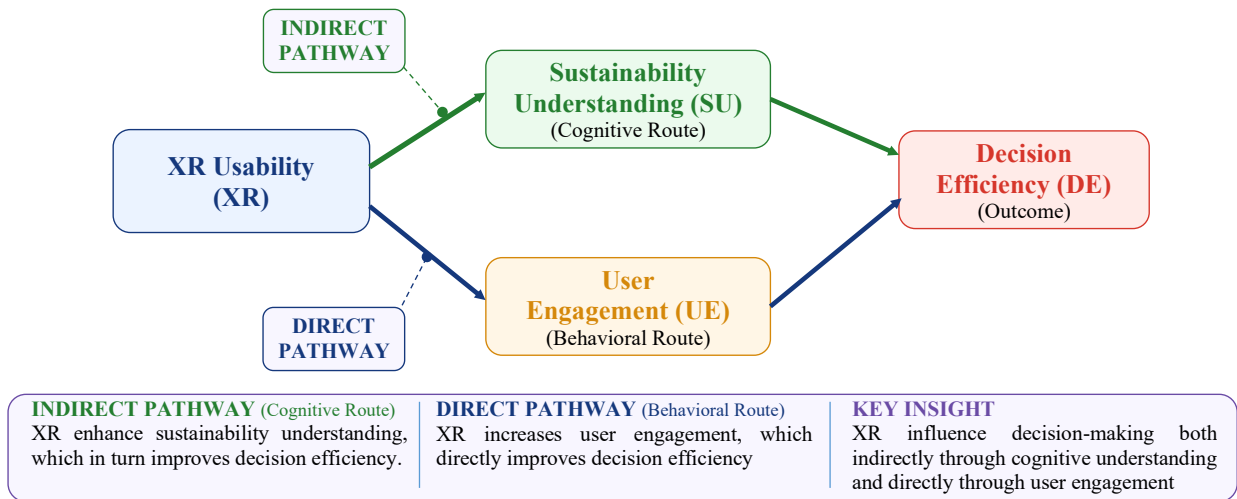 INDIRECT
PATHWAY
Sustainability
Understanding (SU)
(Cognitive Route)
XR Usability
(XR)
Decision
Efficiency (DE)
(Outcome)
User
Engagement (UE)
(Behavioral Route)
DIRECT
PATHWAY
INDIRECT PATHWAY (Cognitive Route)
XR enhance sustainability understanding,
which in turn improves decision efficiency.
DIRECT PATHWAY (Behavioral Route)
XR increases user engagement, which
directly improves decision efficiency
KEY INSIGHT
XR influence decision-making both
indirectly through cognitive understanding
and directly through user engagement